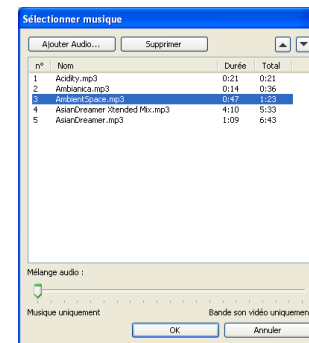 Sélectionner musique
Ajouter Audio... Supprimer
n° Nom Durée Total
1 Acidity.mp3 0:21 0:21
2 Ambianica.mp3 0:14 0:36
3 AmbientSpace.mp3 0:47 1:23
4 AsianDreamer Xtended Mix.mp3 4:10 5:33
5 AsianDreamer.mp3 1:09 6:43
Mélange audio :
Musique uniquement Bande son vidéo uniquemen
OK Annuler